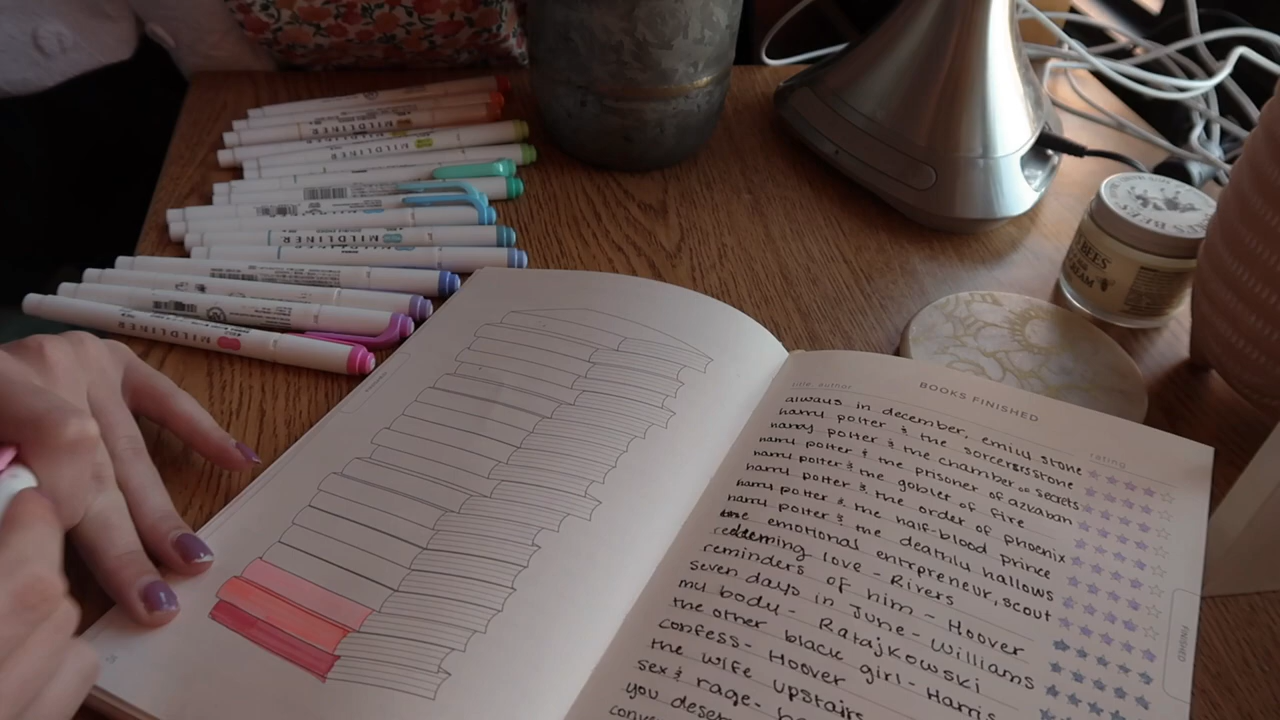 MILDLINER
MILDLINER
MILDLINER
MILDLINER
BEES
CREAM
BOOKS FINISHED
title, author
rating
always in december, emily stone
harry potter & the sorcerers stone
harry potter & the chamber of secrets
harry potter & the prisoner of azkaban
harry potter & the goblet of fire
harry potter & the order of phoenix
harry potter & the half-blood prince
harry potter & the deathly hallows
the emotional entrpreneur, scout
redeeming love - Rivers
reminders of him - Hoover
seven days in June - Williams
my body - Ratajkowski
the other black girl - Harris
confess - Hoover
the wife upstairs
sex & rage -
you deser
FINISHED